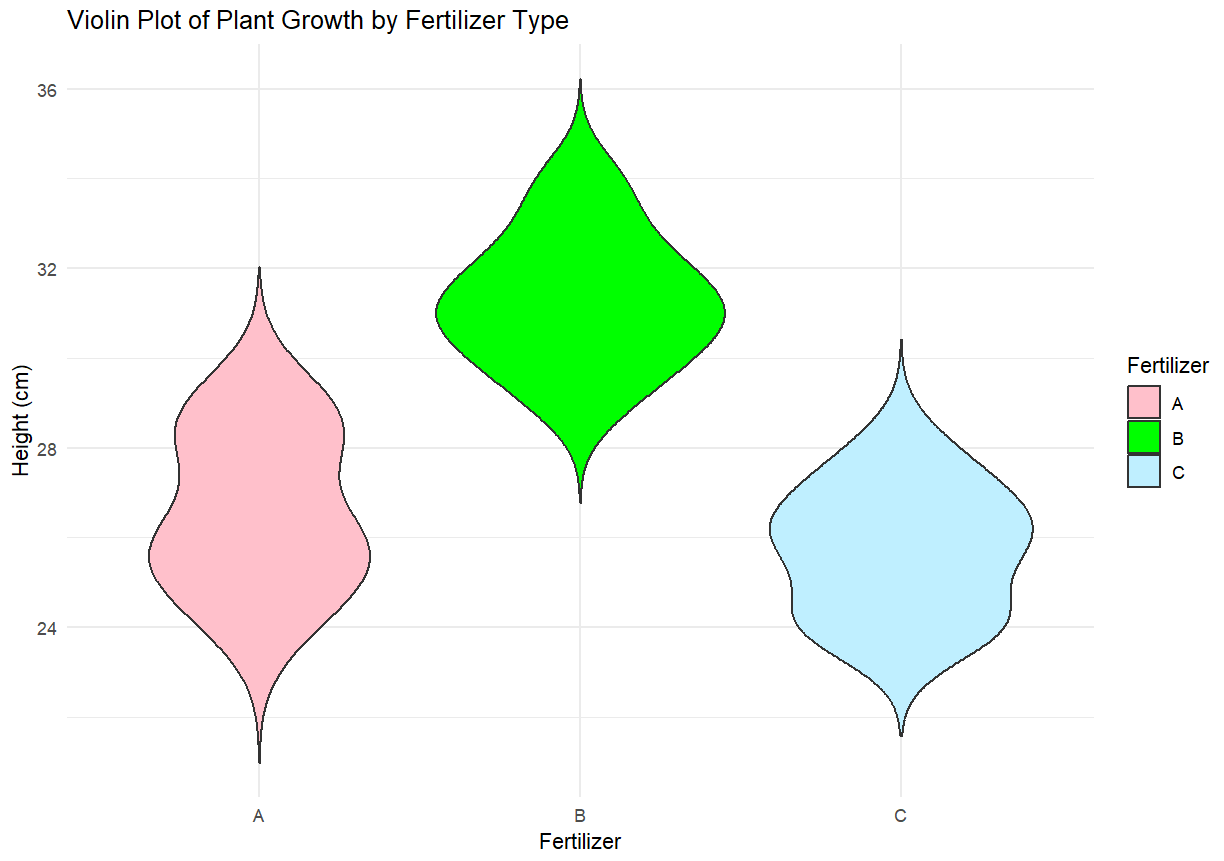 Violin Plot of Plant Growth by Fertilizer Type
36
32
28
24
Height (cm)
A
B
C
Fertilizer
Fertilizer
A
B
C